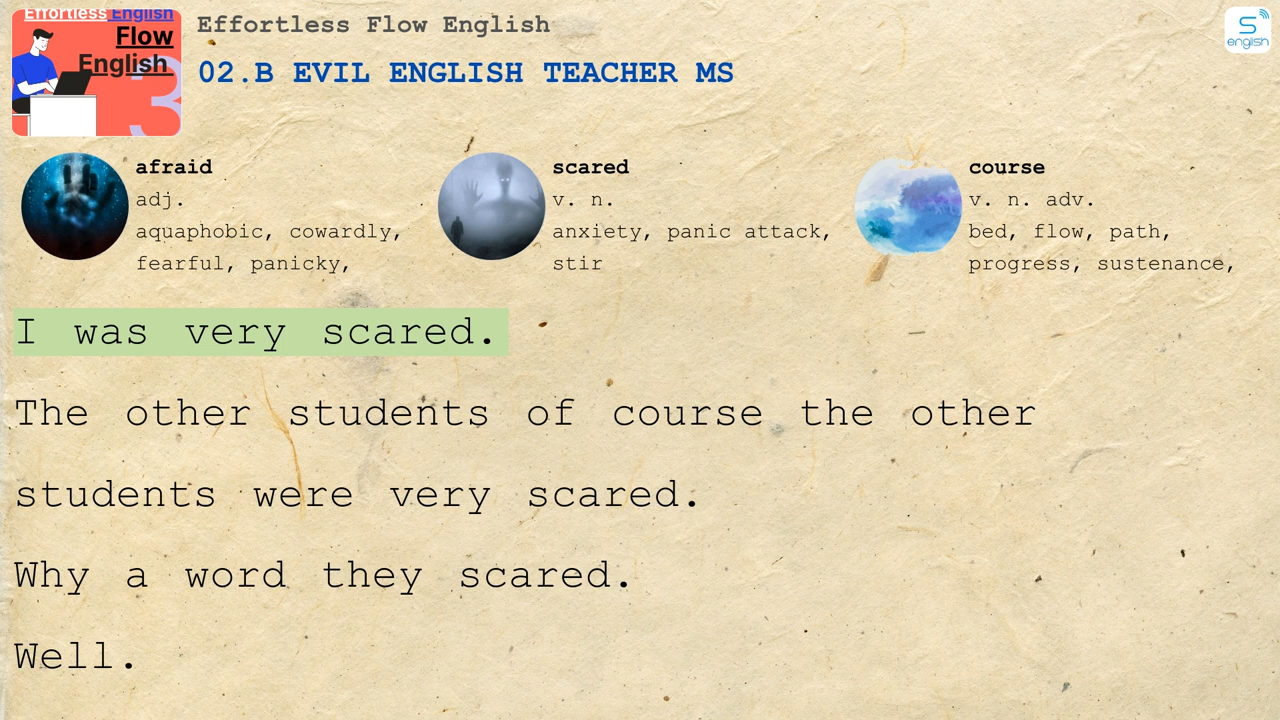 Effortless English
Flow
English
3
Effortless Flow English
02.B EVIL ENGLISH TEACHER MS
S
english
afraid
adj.
aquaphobic, cowardly,
fearful, panicky,
scared
v. n.
anxiety, panic attack,
stir
course
v. n. adv.
bed, flow, path,
progress, sustenance,
I was very scared.
The other students of course the other
students were very scared.
Why a word they scared.
Well.